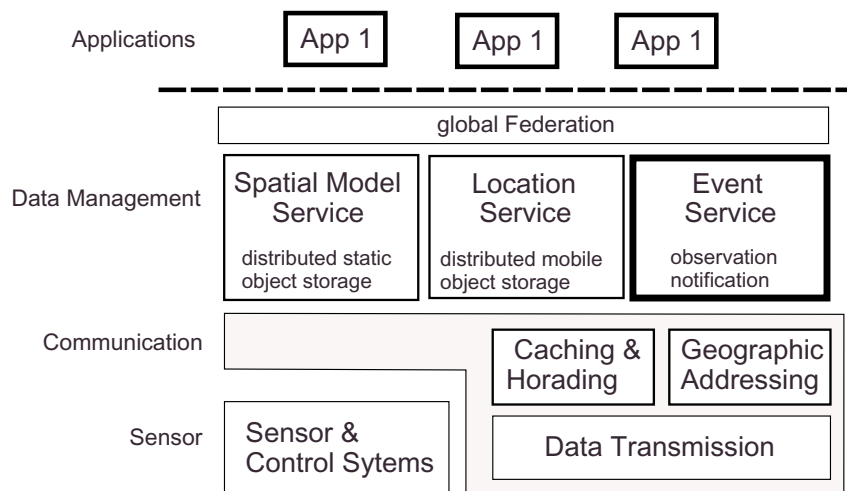 Applications
App 1
App 1
App 1
global Federation
Data Management
Spatial Model
Service
distributed static
object storage
Location
Service
distributed mobile
object storage
Event
Service
observation
notification
Communication
Caching &
Horading
Geographic
Addressing
Sensor
Sensor &
Control Sytems
Data Transmission